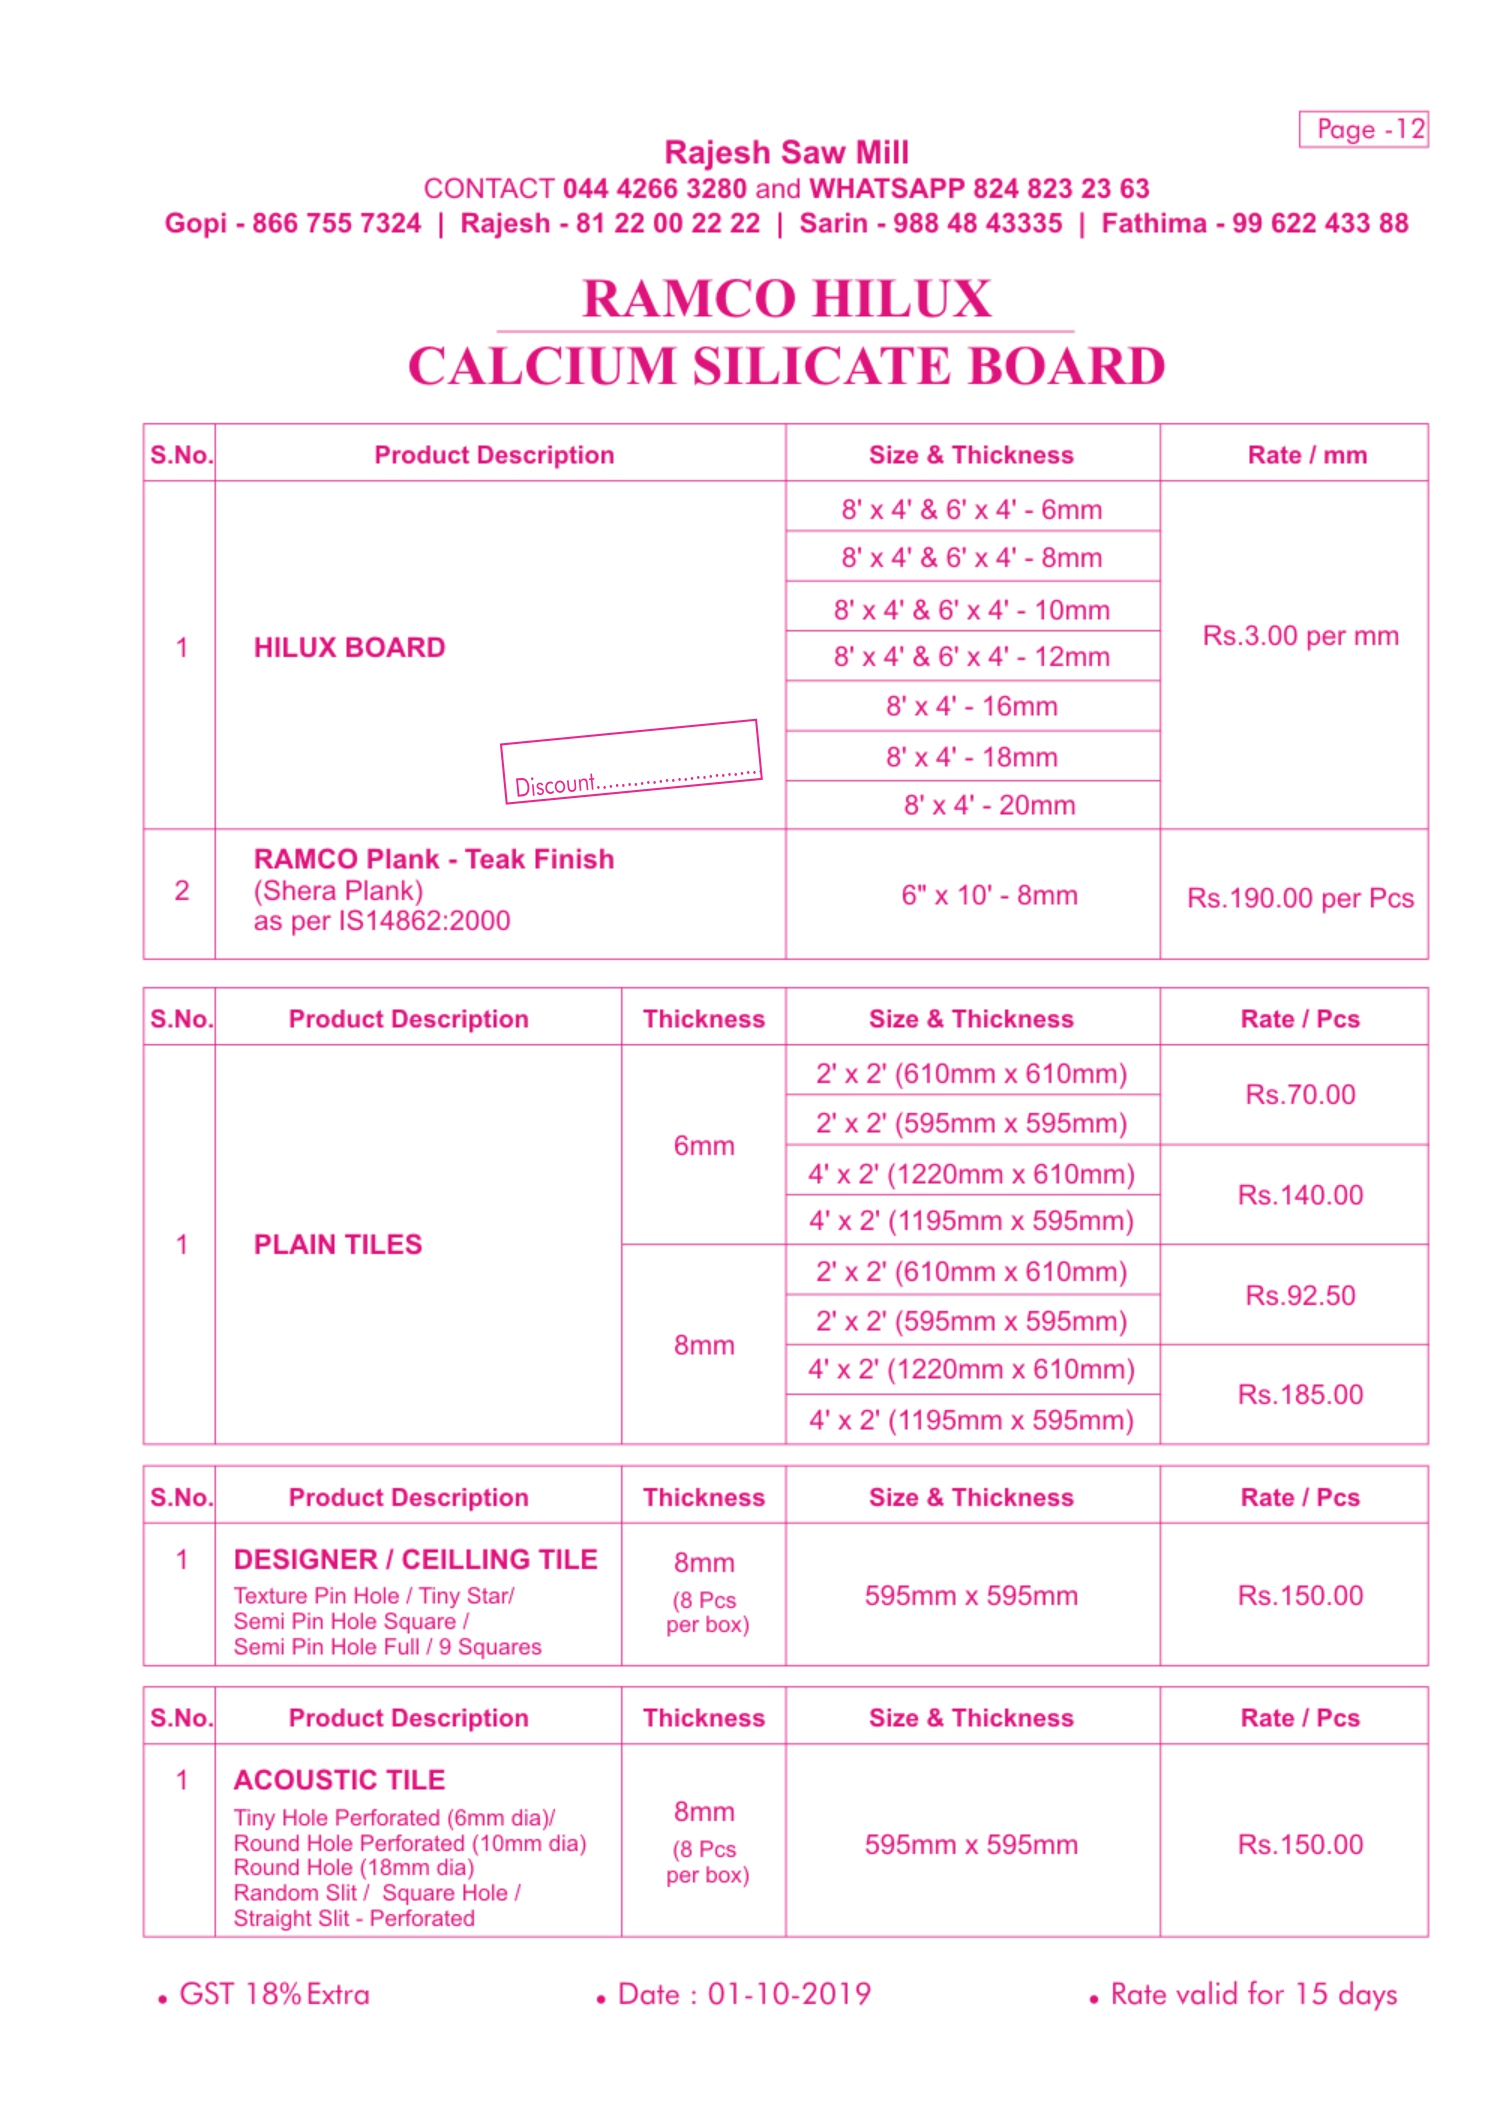 Page -12
Rajesh Saw Mill
CONTACT 044 4266 3280 and WHATSAPP 824 823 23 63
Gopi - 866 755 7324 | Rajesh - 81 22 00 22 22 | Sarin - 988 48 43335 | Fathima - 99 622 433 88
RAMCO HILUX
CALCIUM SILICATE BOARD
S.No. Product Description Size & Thickness Rate / mm
1 HILUX BOARD
8' x 4' & 6' x 4' - 6mm
8' x 4' & 6' x 4' - 8mm
8' x 4' & 6' x 4' - 10mm
8' x 4' & 6' x 4' - 12mm
8' x 4' - 16mm
8' x 4' - 18mm
8' x 4' - 20mm
Rs.3.00 per mm
Discount..........................
2 RAMCO Plank - Teak Finish
(Shera Plank)
as per IS14862:2000
6" x 10' - 8mm
Rs.190.00 per Pcs
S.No. Product Description Thickness Size & Thickness Rate / Pcs
1 PLAIN TILES
6mm
2' x 2' (610mm x 610mm)
2' x 2' (595mm x 595mm)
Rs.70.00
4' x 2' (1220mm x 610mm)
4' x 2' (1195mm x 595mm)
Rs.140.00
8mm
2' x 2' (610mm x 610mm)
2' x 2' (595mm x 595mm)
Rs.92.50
4' x 2' (1220mm x 610mm)
4' x 2' (1195mm x 595mm)
Rs.185.00
S.No. Product Description Thickness Size & Thickness Rate / Pcs
1 DESIGNER / CEILLING TILE
Texture Pin Hole / Tiny Star/
Semi Pin Hole Square /
Semi Pin Hole Full / 9 Squares
8mm
(8 Pcs
per box)
595mm x 595mm
Rs.150.00
S.No. Product Description Thickness Size & Thickness Rate / Pcs
1 ACOUSTIC TILE
Tiny Hole Perforated (6mm dia)/
Round Hole Perforated (10mm dia)
Round Hole (18mm dia)
Random Slit / Square Hole /
Straight Slit - Perforated
8mm
(8 Pcs
per box)
595mm x 595mm
Rs.150.00
• GST 18% Extra • Date : 01-10-2019 • Rate valid for 15 days